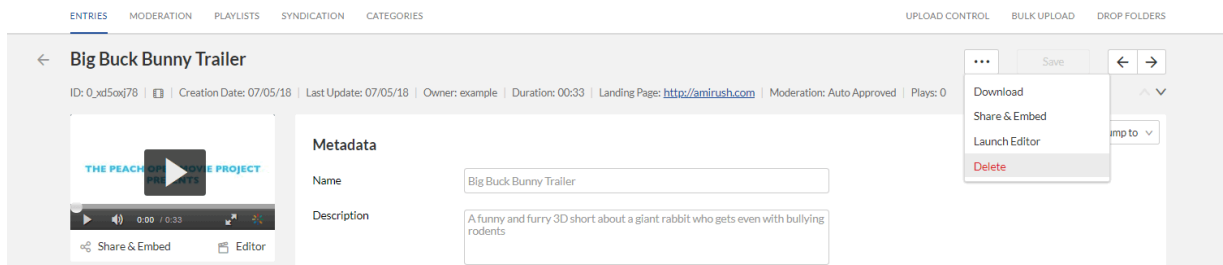 ENTRIES MODERATION PLAYLISTS SYNDICATION CATEGORIES UPLOAD CONTROL BULK UPLOAD DROP FOLDERS
Big Buck Bunny Trailer
... Save
ID: 0_xd5oxj78 | Creation Date: 07/05/18 | Last Update: 07/05/18 | Owner: example | Duration: 00:33 | Landing Page: http://amirush.com | Moderation: Auto Approved | Plays: 0
Download
Share & Embed
Launch Editor
Delete
ump to
THE PEACH OPEN MOVIE PROJECT
PRESENTS
0:00 / 0:33
Share & Embed Editor
Metadata
Name Big Buck Bunny Trailer
Description A funny and furry 3D short about a giant rabbit who gets even with bullying
rodents